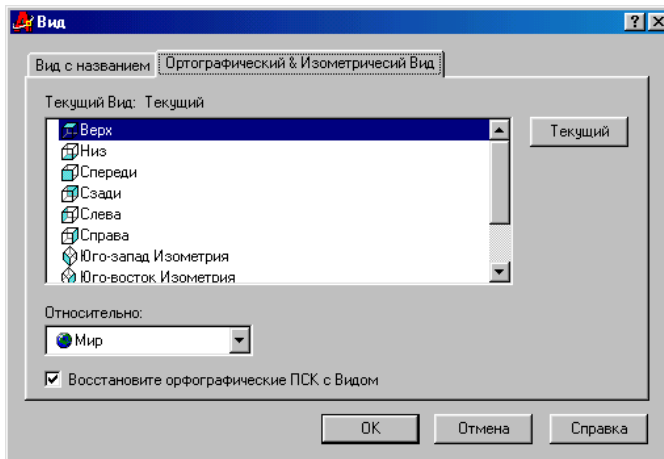 Вид
Вид с названием
Ортографический & Изометричесий Вид
Текущий Вид: Текущий
Верх
Текущий
Низ
Спереди
Сзади
Слева
Справа
Юго-запад Изометрия
Юго-восток Изометрия
Относительно:
Мир
Восстановите орфографические ПСК с Видом
OK
Отмена
Справка